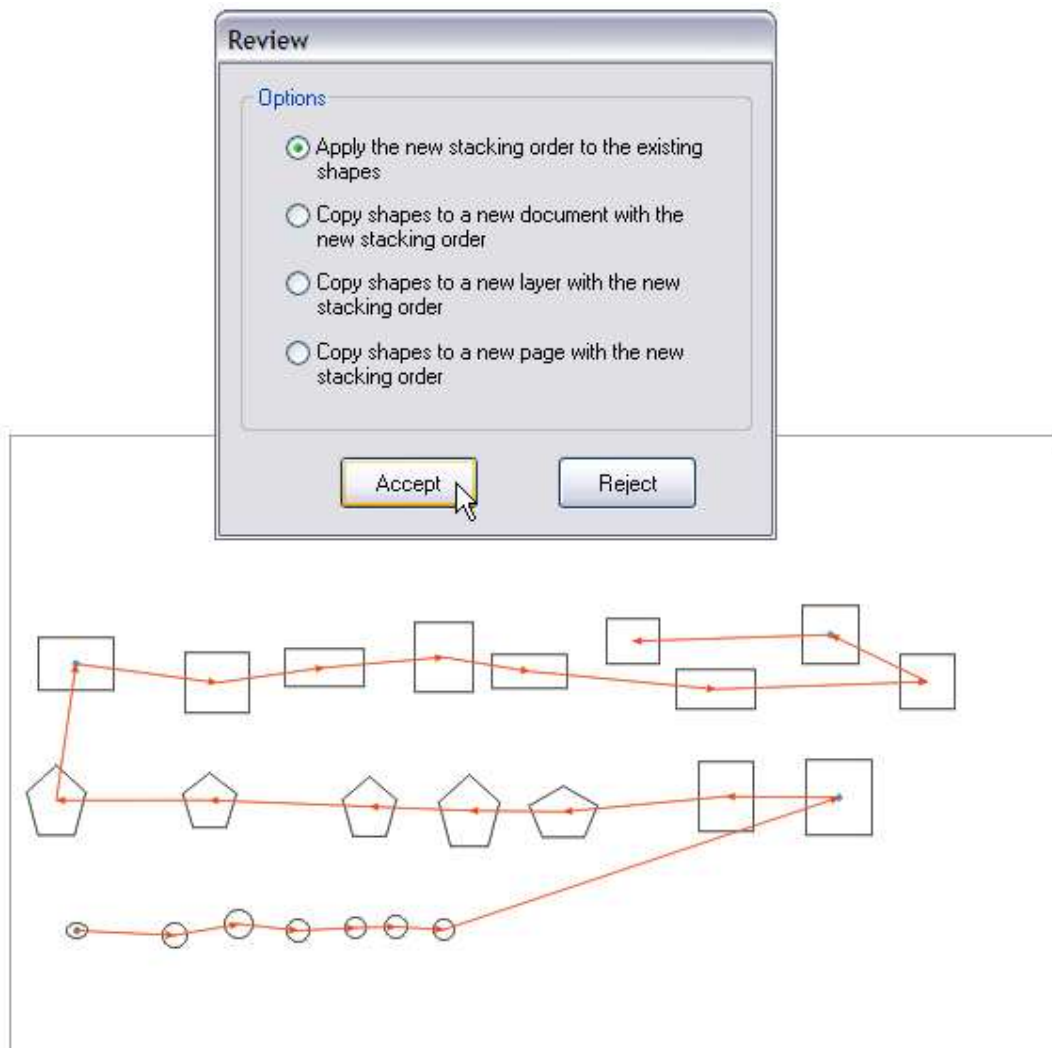 Review
Options
Apply the new stacking order to the existing
shapes
Copy shapes to a new document with the
new stacking order
Copy shapes to a new layer with the new
stacking order
Copy shapes to a new page with the new
stacking order
Accept
Reject